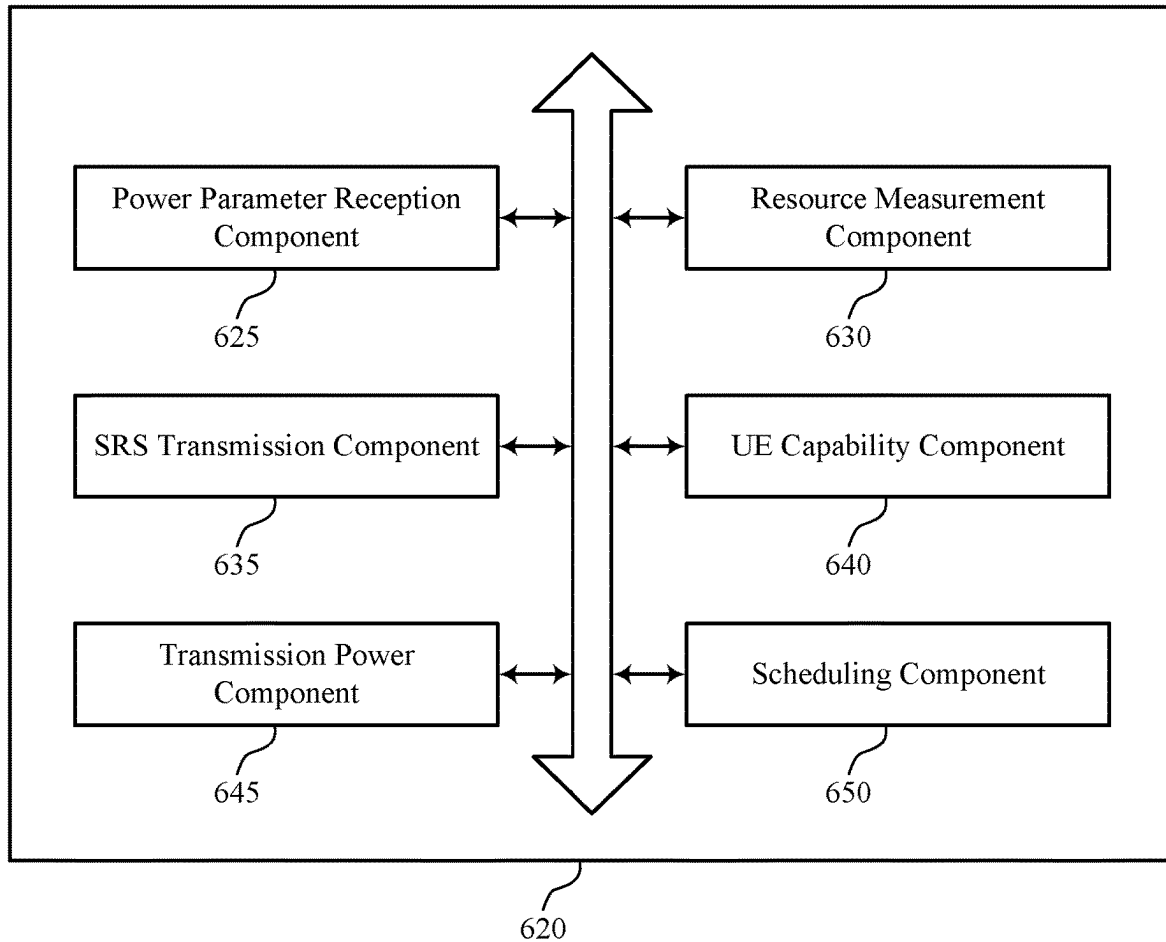 Power Parameter Reception
Component
625
Resource Measurement
Component
630
SRS Transmission Component
635
UE Capability Component
640
Transmission Power
Component
645
Scheduling Component
650
620